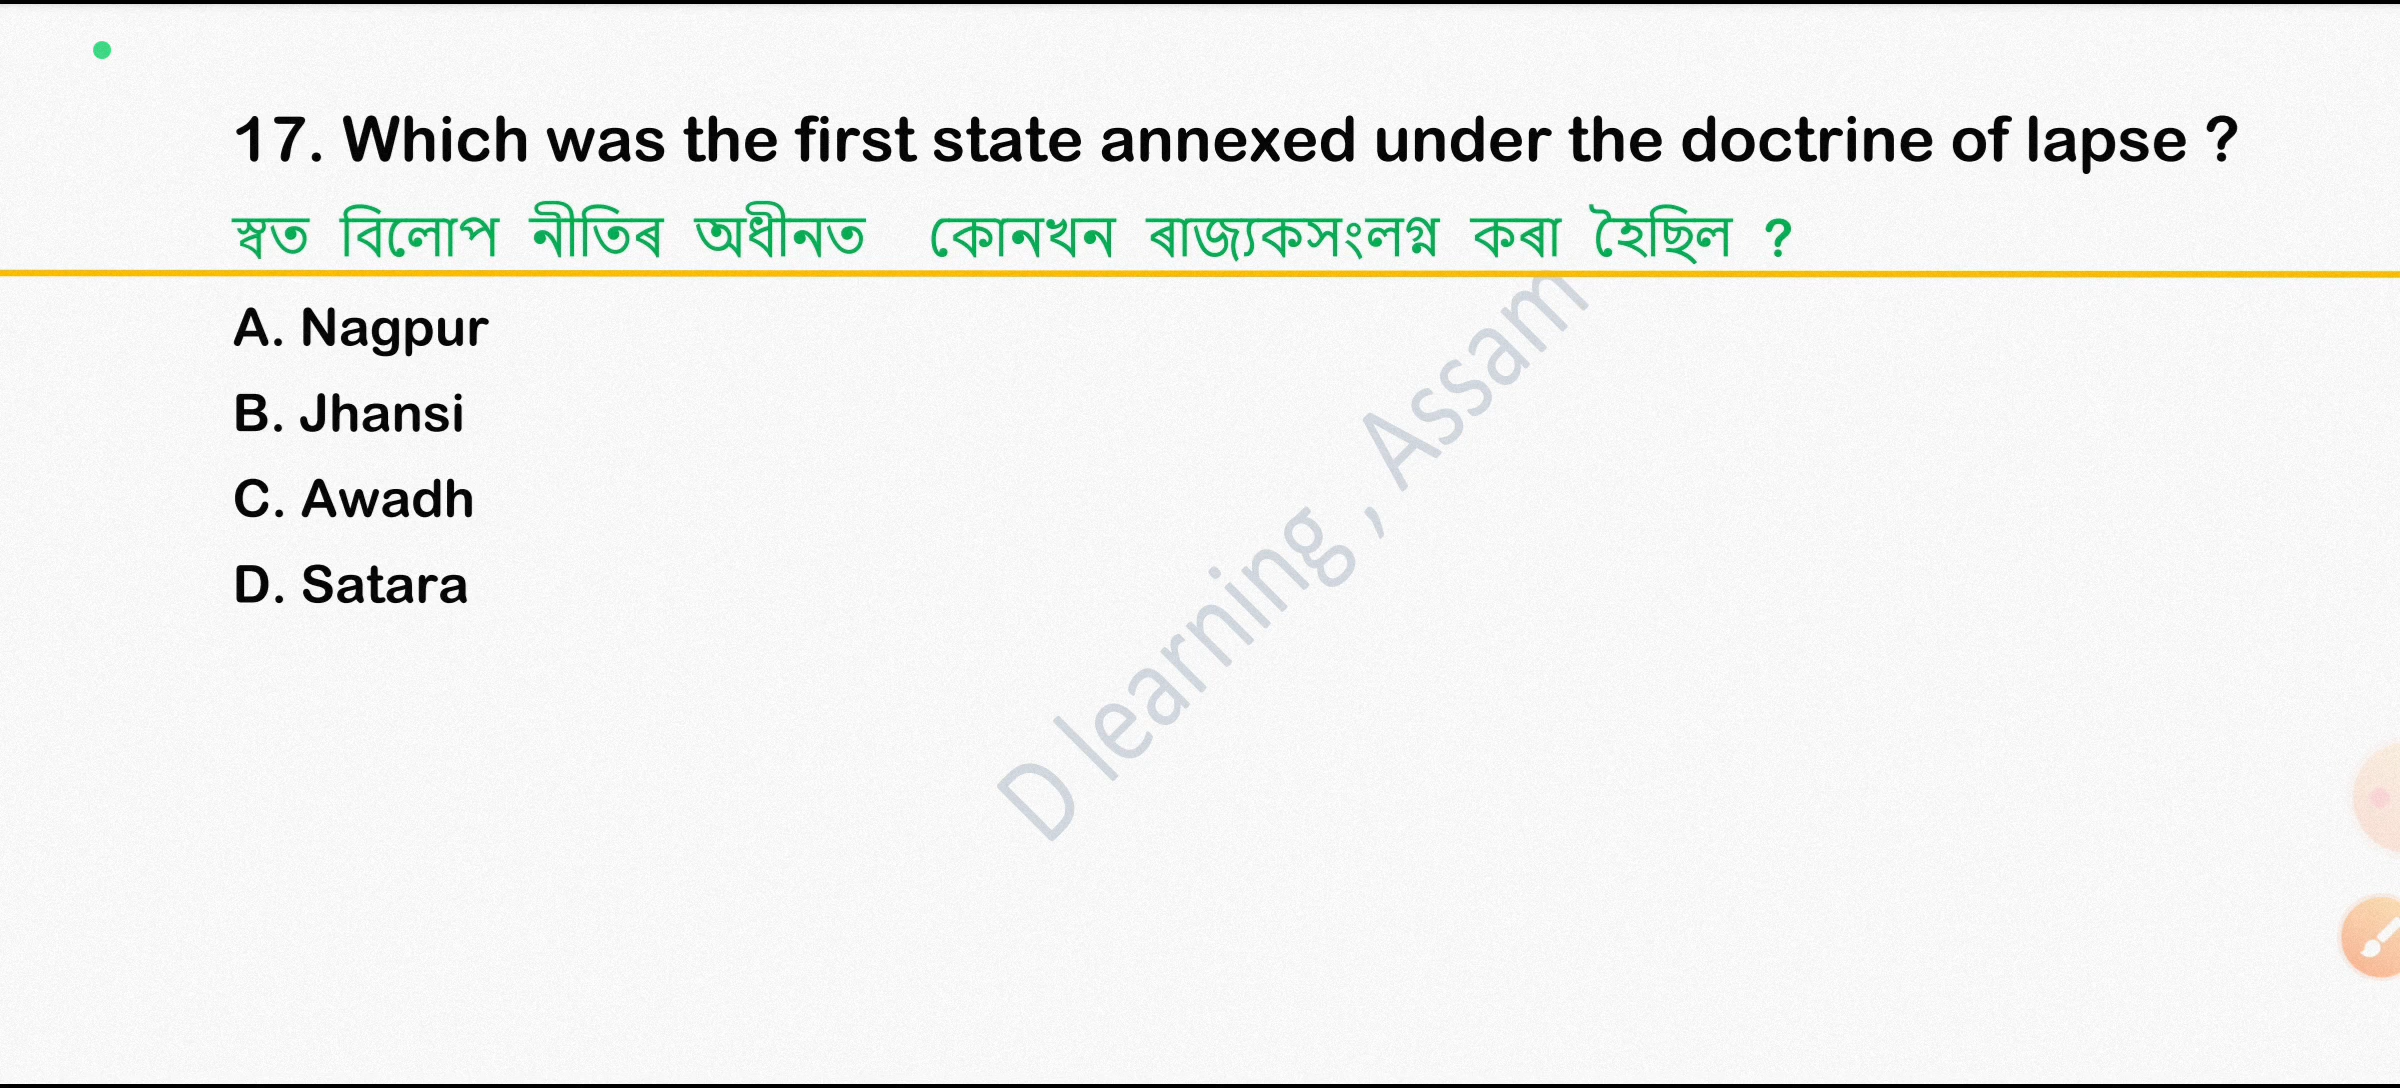 17. Which was the first state annexed under the doctrine of lapse ?
স্বত বিলোপ নীতিৰ অধীনত কোনখন ৰাজ্যকসংলগ্ন কৰা হৈছিল ?
A. Nagpur
B. Jhansi
C. Awadh
D. Satara
D learning , Assam